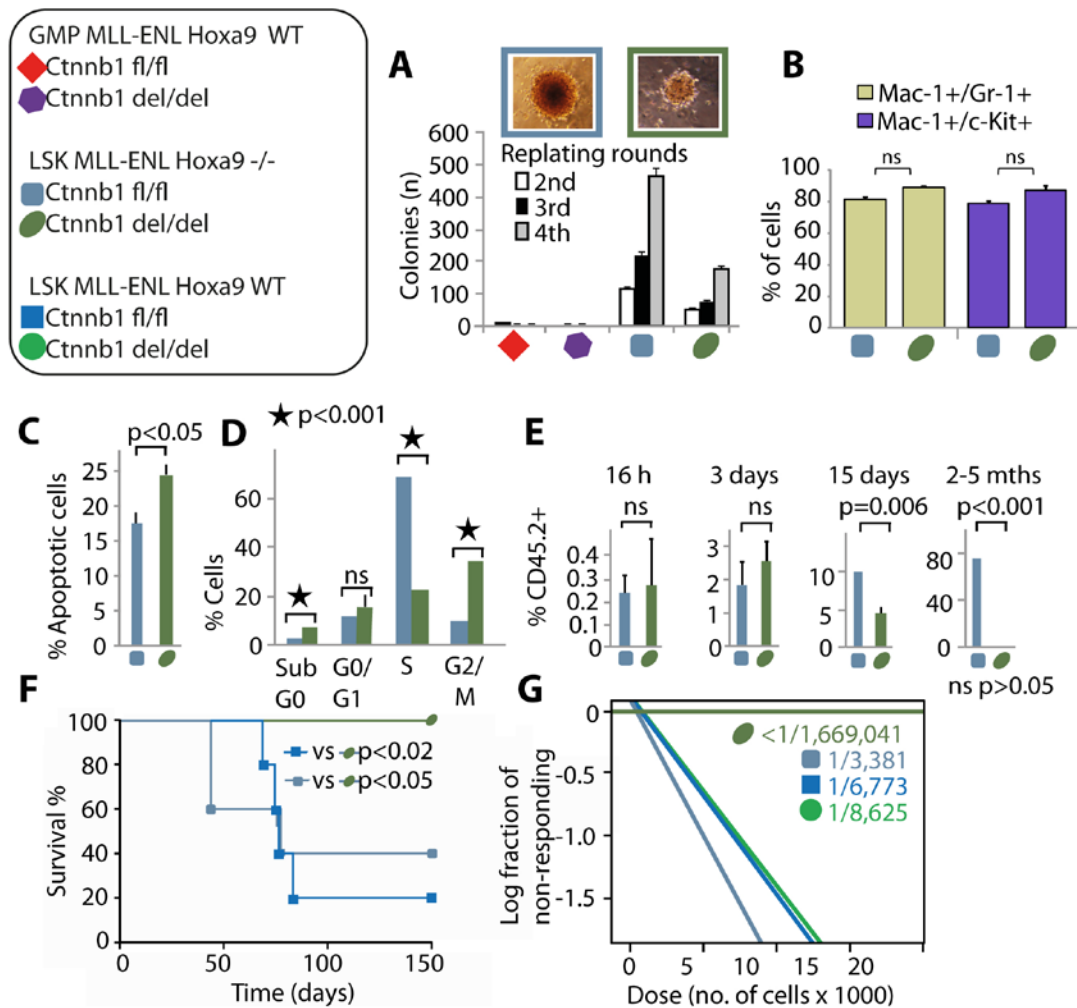 GMP MLL-ENL Hoxa9 WT
Ctnnb1 fl/fl
Ctnnb1 del/del
LSK MLL-ENL Hoxa9 -/-
Ctnnb1 fl/fl
Ctnnb1 del/del
LSK MLL-ENL Hoxa9 WT
Ctnnb1 fl/fl
Ctnnb1 del/del
A
Colonies (n)
600
500
400
300
200
100
0
Replating rounds
2nd
3rd
4th
B
Mac-1+/Gr-1+
Mac-1+/c-Kit+
% of cells
80
60
40
20
0
ns
ns
C
p<0.05
% Apoptotic cells
25
20
15
10
5
0
D
p<0.001
% Cells
60
40
20
0
ns
Sub G0
G0/ G1
S
G2/ M
E
% CD45.2+
16 h
ns
0.4
0.3
0.2
0.1
0
3 days
ns
3
2
1
0
15 days
p=0.006
10
5
0
2-5 mths
p<0.001
80
40
0
ns p>0.05
F
Survival %
100
80
60
40
20
0
vs p<0.02
vs p<0.05
0 50 100 150
Time (days)
G
Log fraction of
non-responding
0
-0.5
-1.0
-1.5
<1/1,669,041
1/3,381
1/6,773
1/8,625
0 5 10 15 20
Dose (no. of cells x 1000)